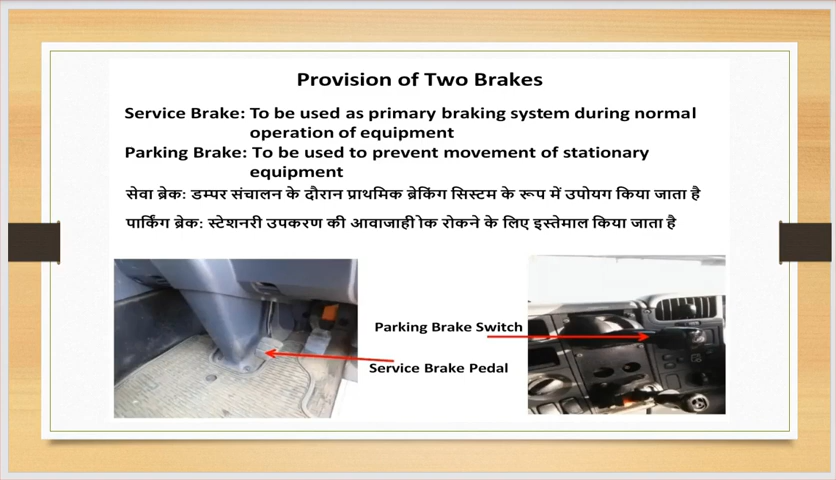 Provision of Two Brakes
Service Brake: To be used as primary braking system during normal
operation of equipment
Parking Brake: To be used to prevent movement of stationary
equipment
सेवा ब्रेक: डम्पर संचालन के दौरान प्राथमिक ब्रेकिंग सिस्टम के रूप में उपोयग किया जाता है
पार्किंग ब्रेक: स्टेशनरी उपकरण की आवाजाही ोक रोकने के लिए इस्तेमाल किया जाता है
Parking Brake Switch
Service Brake Pedal